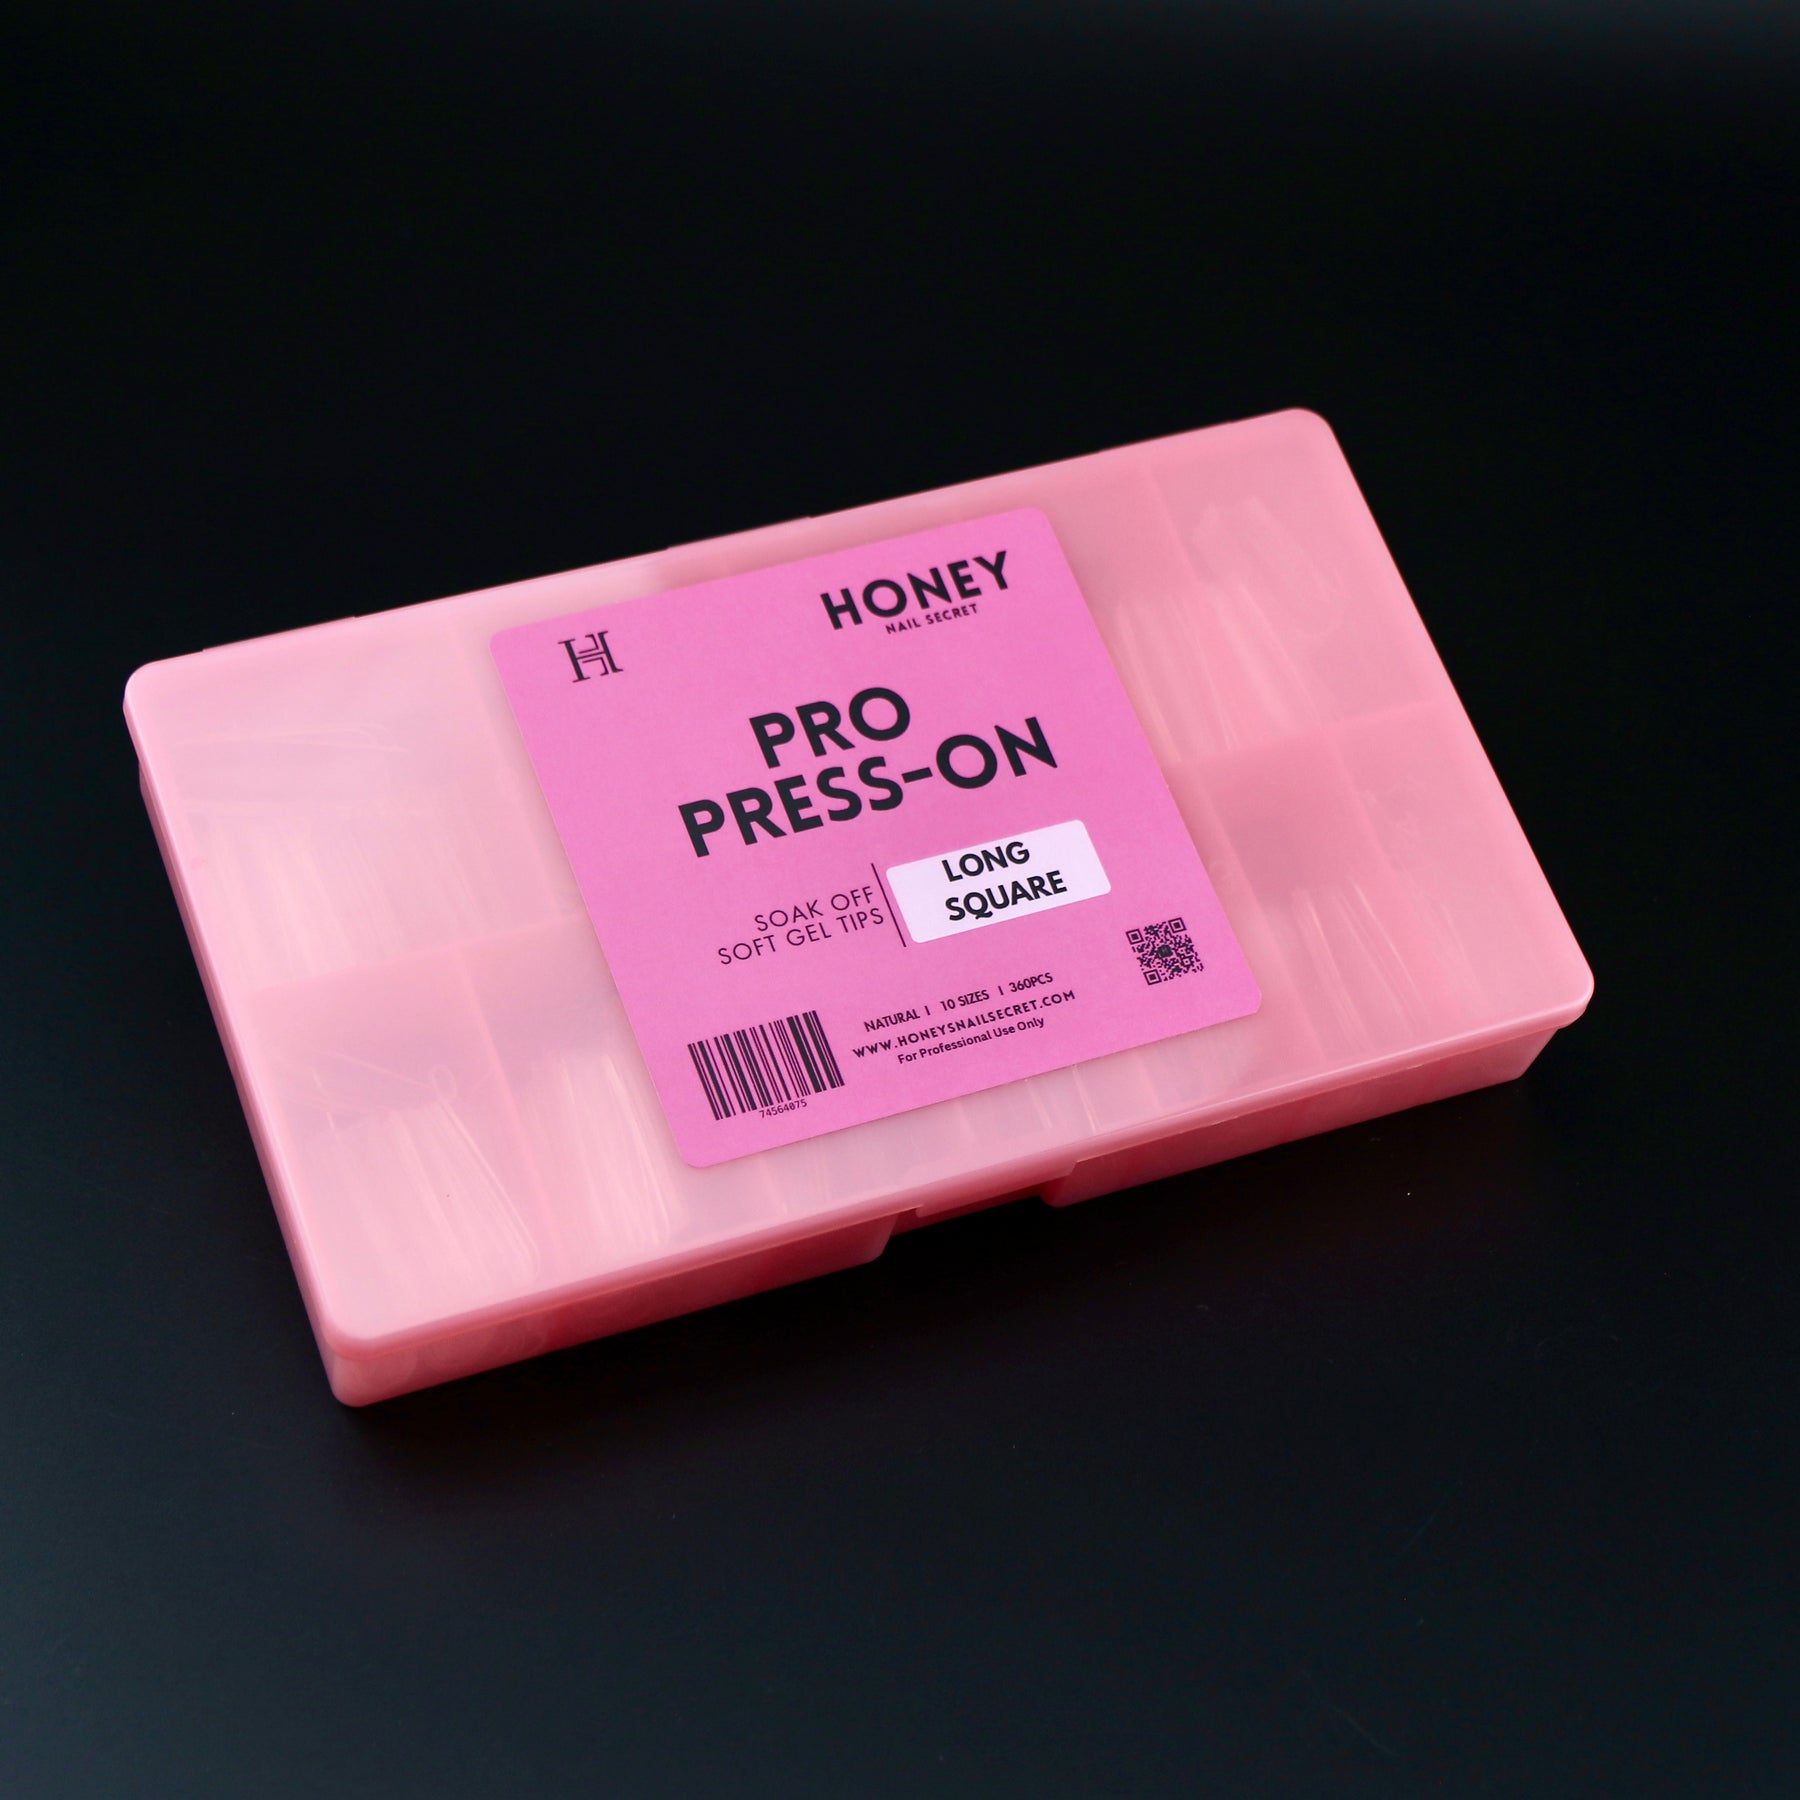 H
HONEY
NAIL SECRET
PRO
PRESS-ON
SOAK OFF
SOFT GEL TIPS
LONG
SQUARE
NATURAL I 10 SIZES I 360PCS
WWW.HONEYSNAILSECRET.COM
For Professional Use Only
74564075